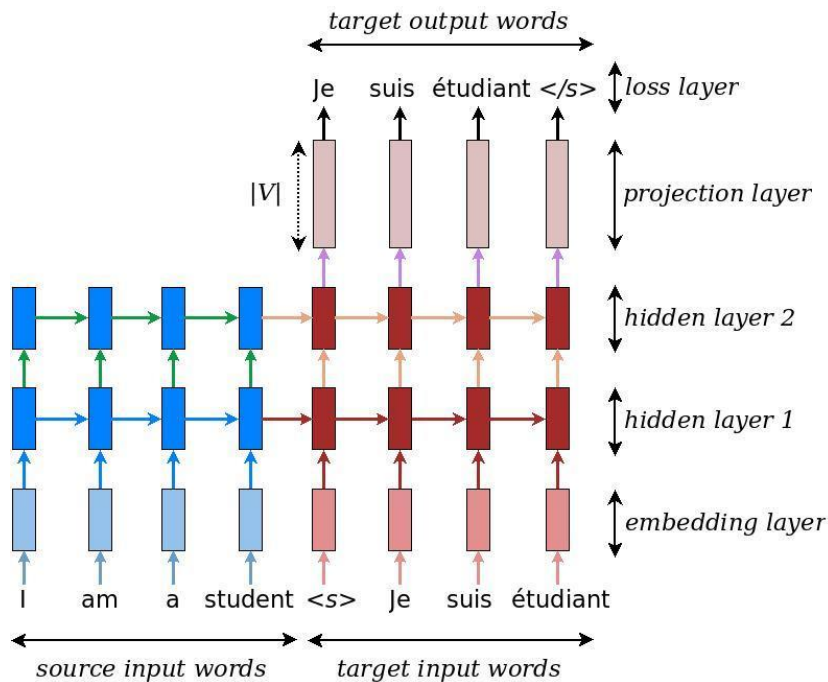 target output words
Je suis étudiant </s> loss layer
|V| projection layer
hidden layer 2
hidden layer 1
embedding layer
I am a student <s> Je suis étudiant
source input words target input words